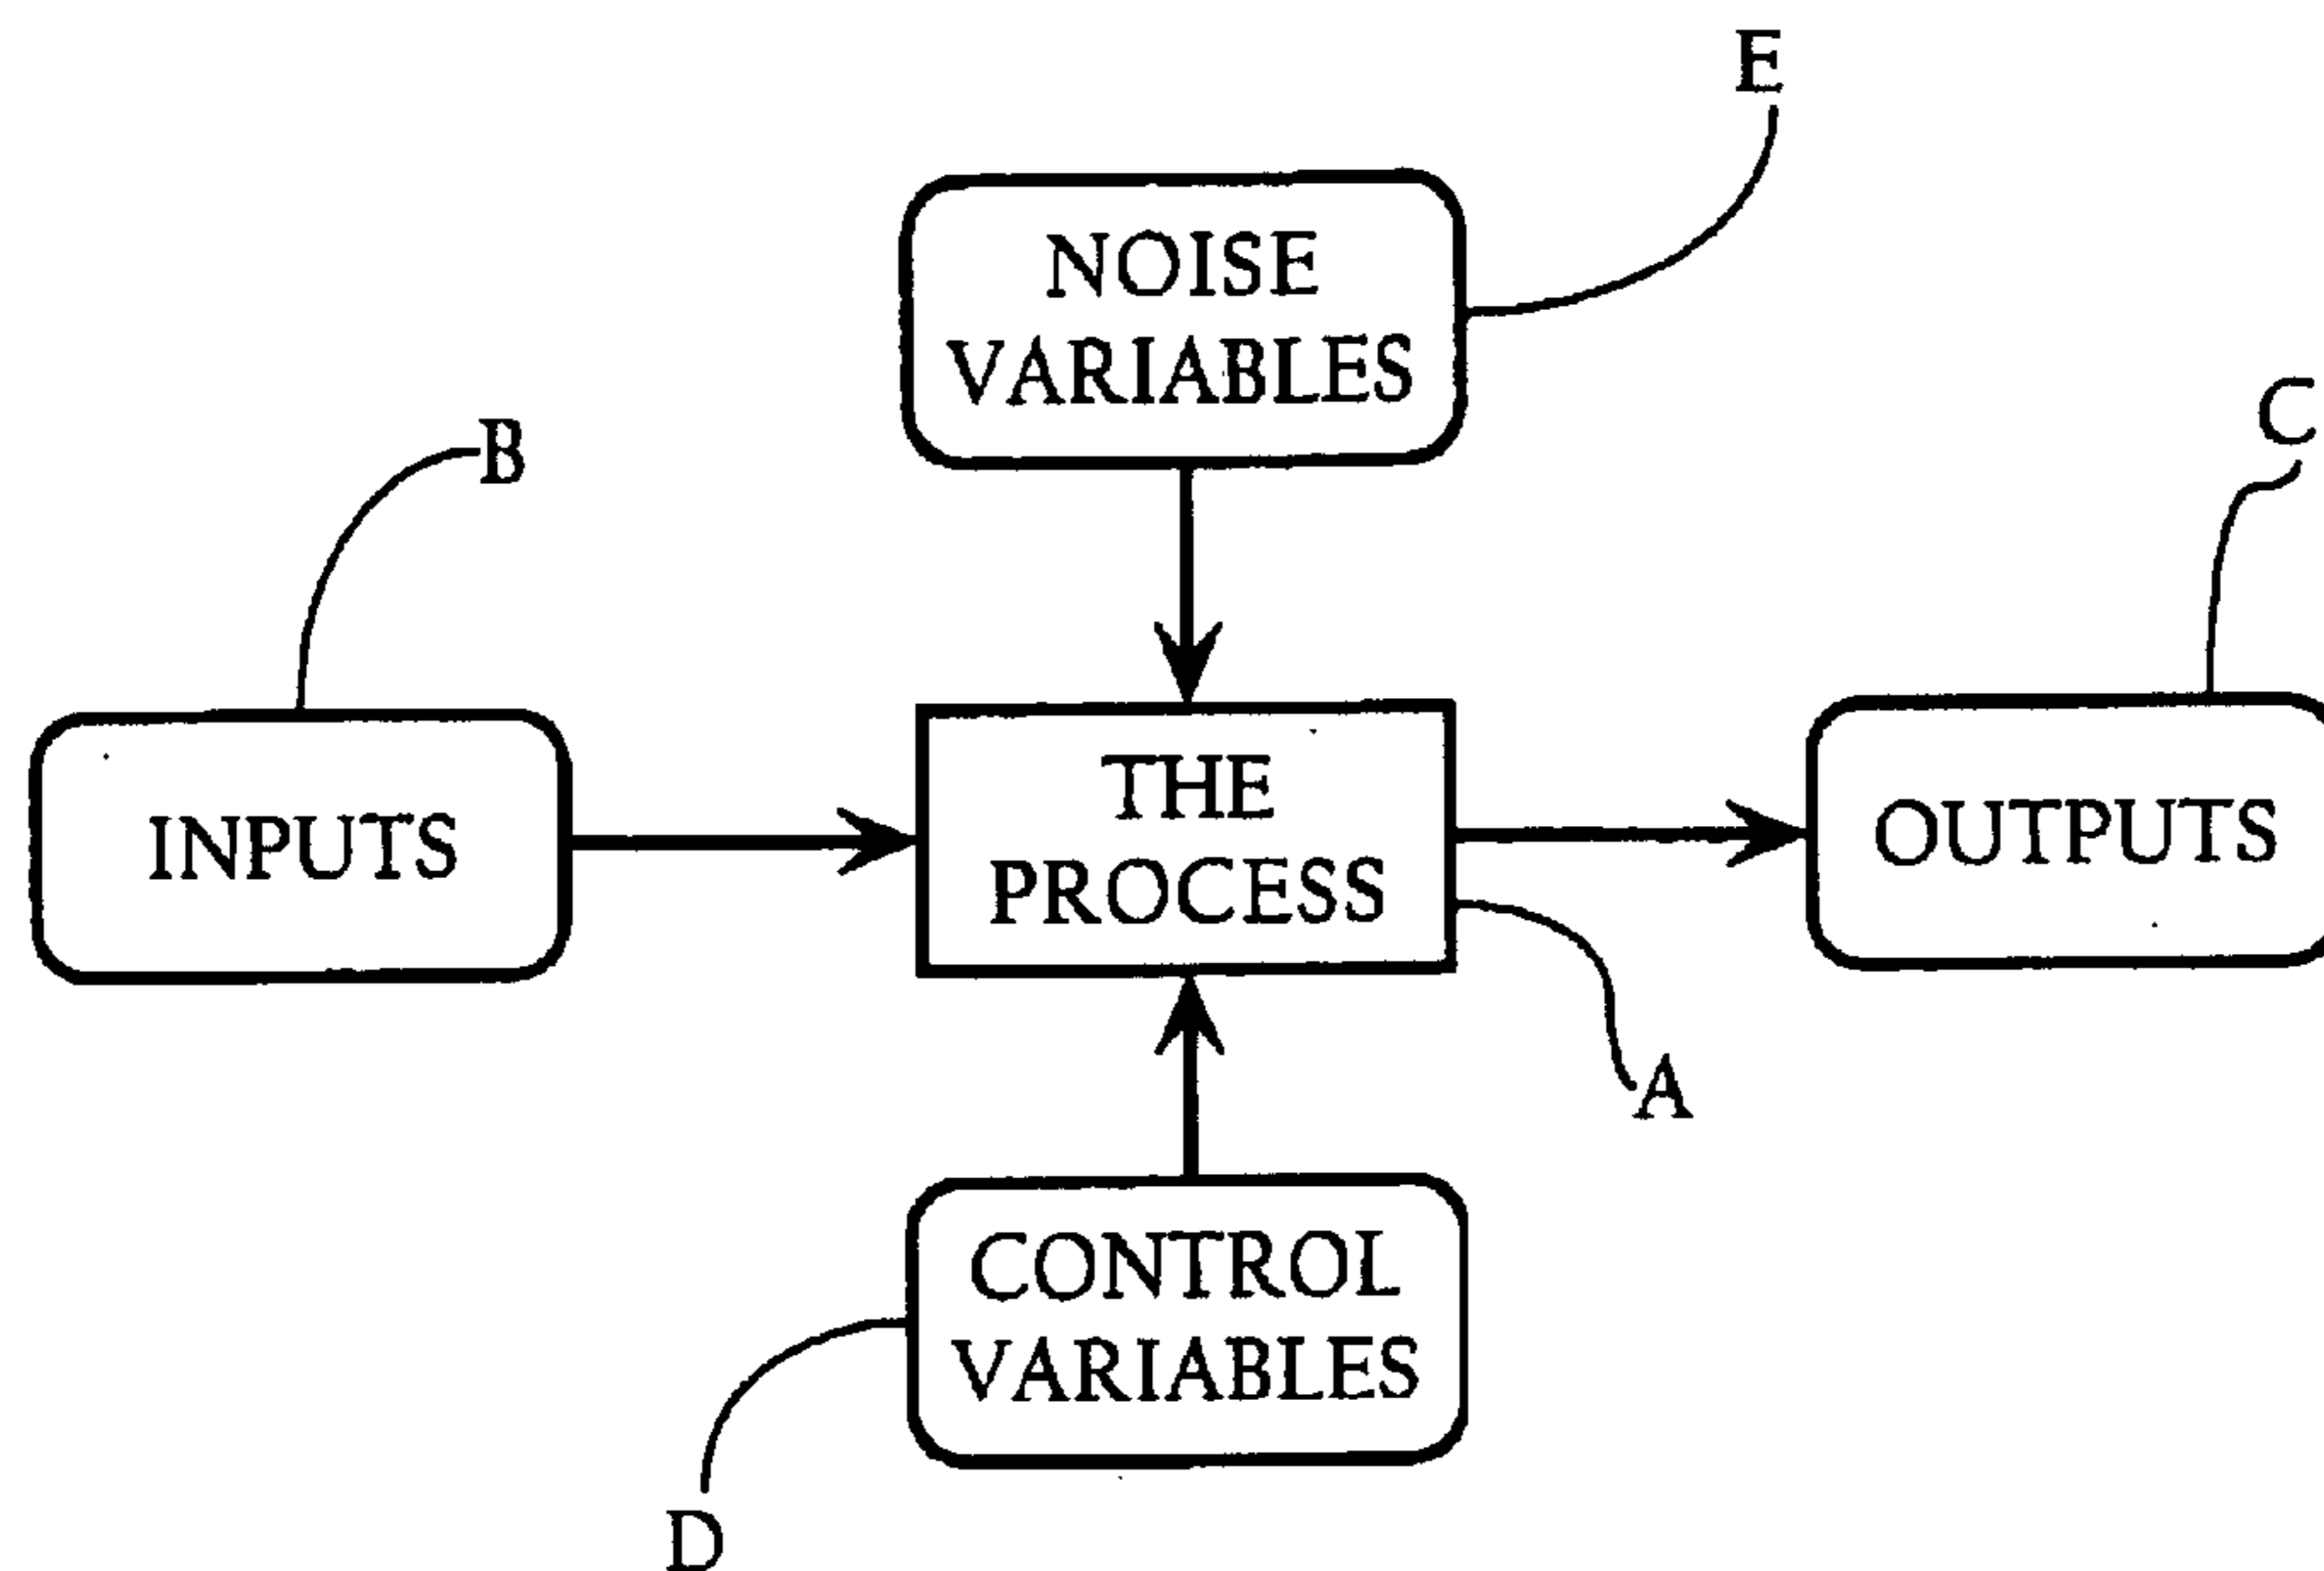 E
NOISE
VARIABLES
C
B
INPUTS
THE
PROCESS
OUTPUTS
A
CONTROL
VARIABLES
D